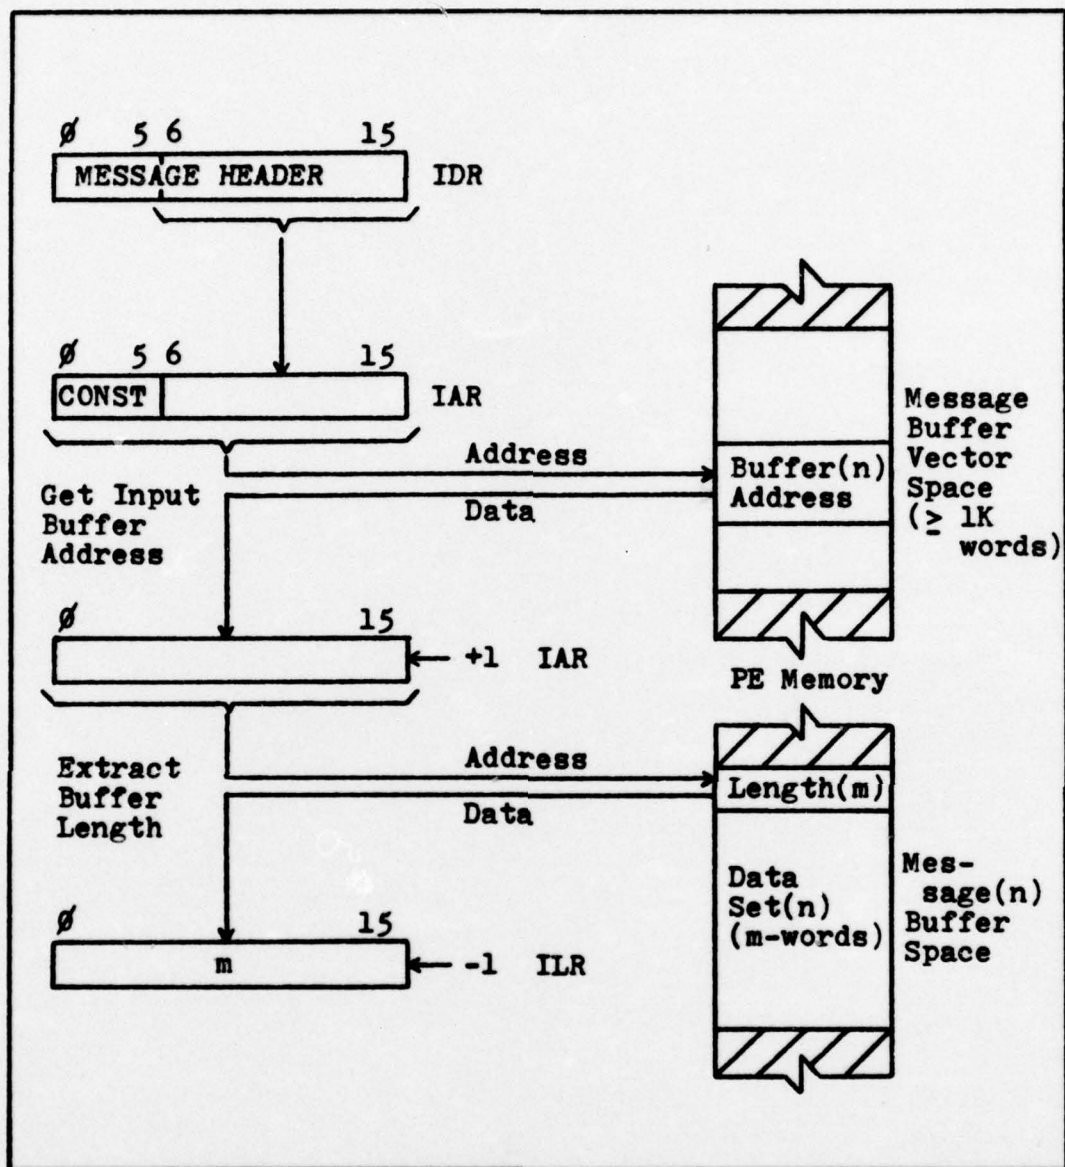 Ø 5 6 15
MESSAGE HEADER IDR
Ø 5 6 15
CONST IAR
Get Input
Buffer
Address
Address
Data
Buffer(n)
Address
Message
Buffer
Vector
Space
(≥ 1K
words)
Ø 15
+1 IAR
PE Memory
Extract
Buffer
Length
Address
Data
Length(m)
Data
Set(n)
(m-words)
Mes-
sage(n)
Buffer
Space
Ø 15
m -1 ILR